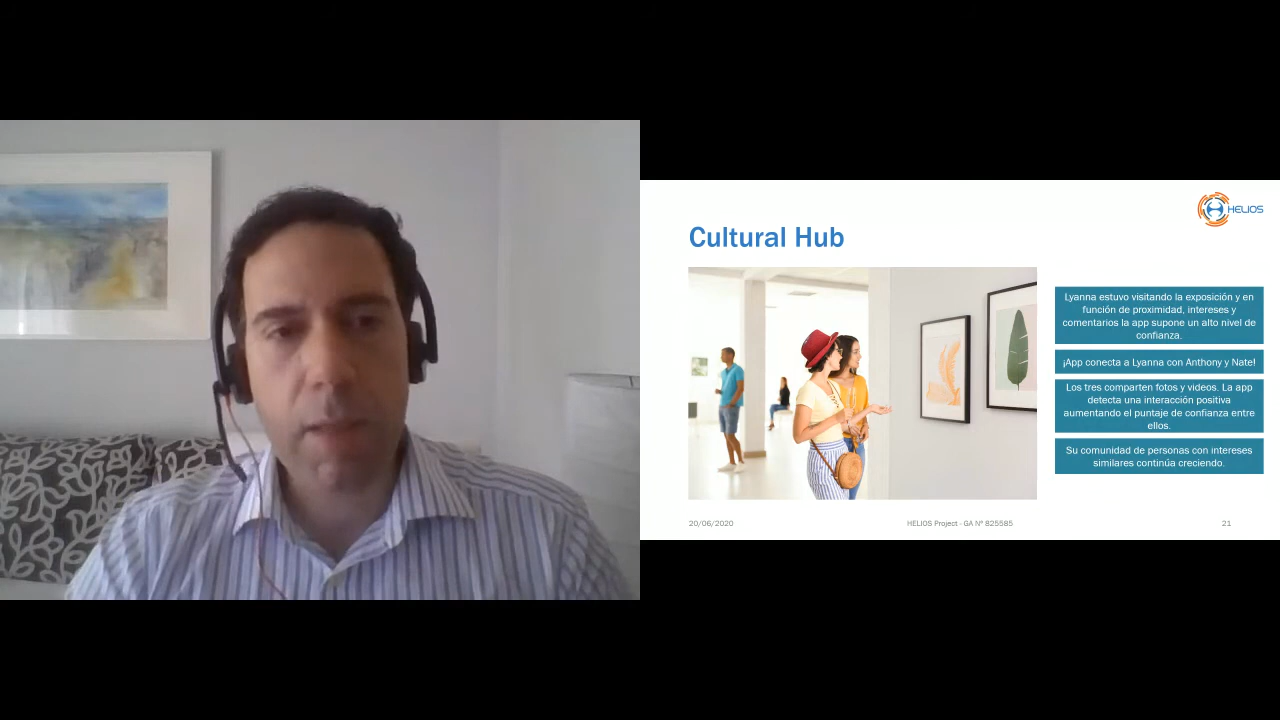 HELIOS
Cultural Hub
Lyanna estuvo visitando la exposición y en
función de proximidad, intereses y
comentarios la app supone un alto nivel de
confianza.
¡App conecta a Lyanna con Anthony y Nate!
Los tres comparten fotos y videos. La app
detecta una interacción positiva
aumentando el puntaje de confianza entre
ellos.
Su comunidad de personas con intereses
similares continúa creciendo.
20/06/2020
HELIOS Project - GA Nº 825585
21